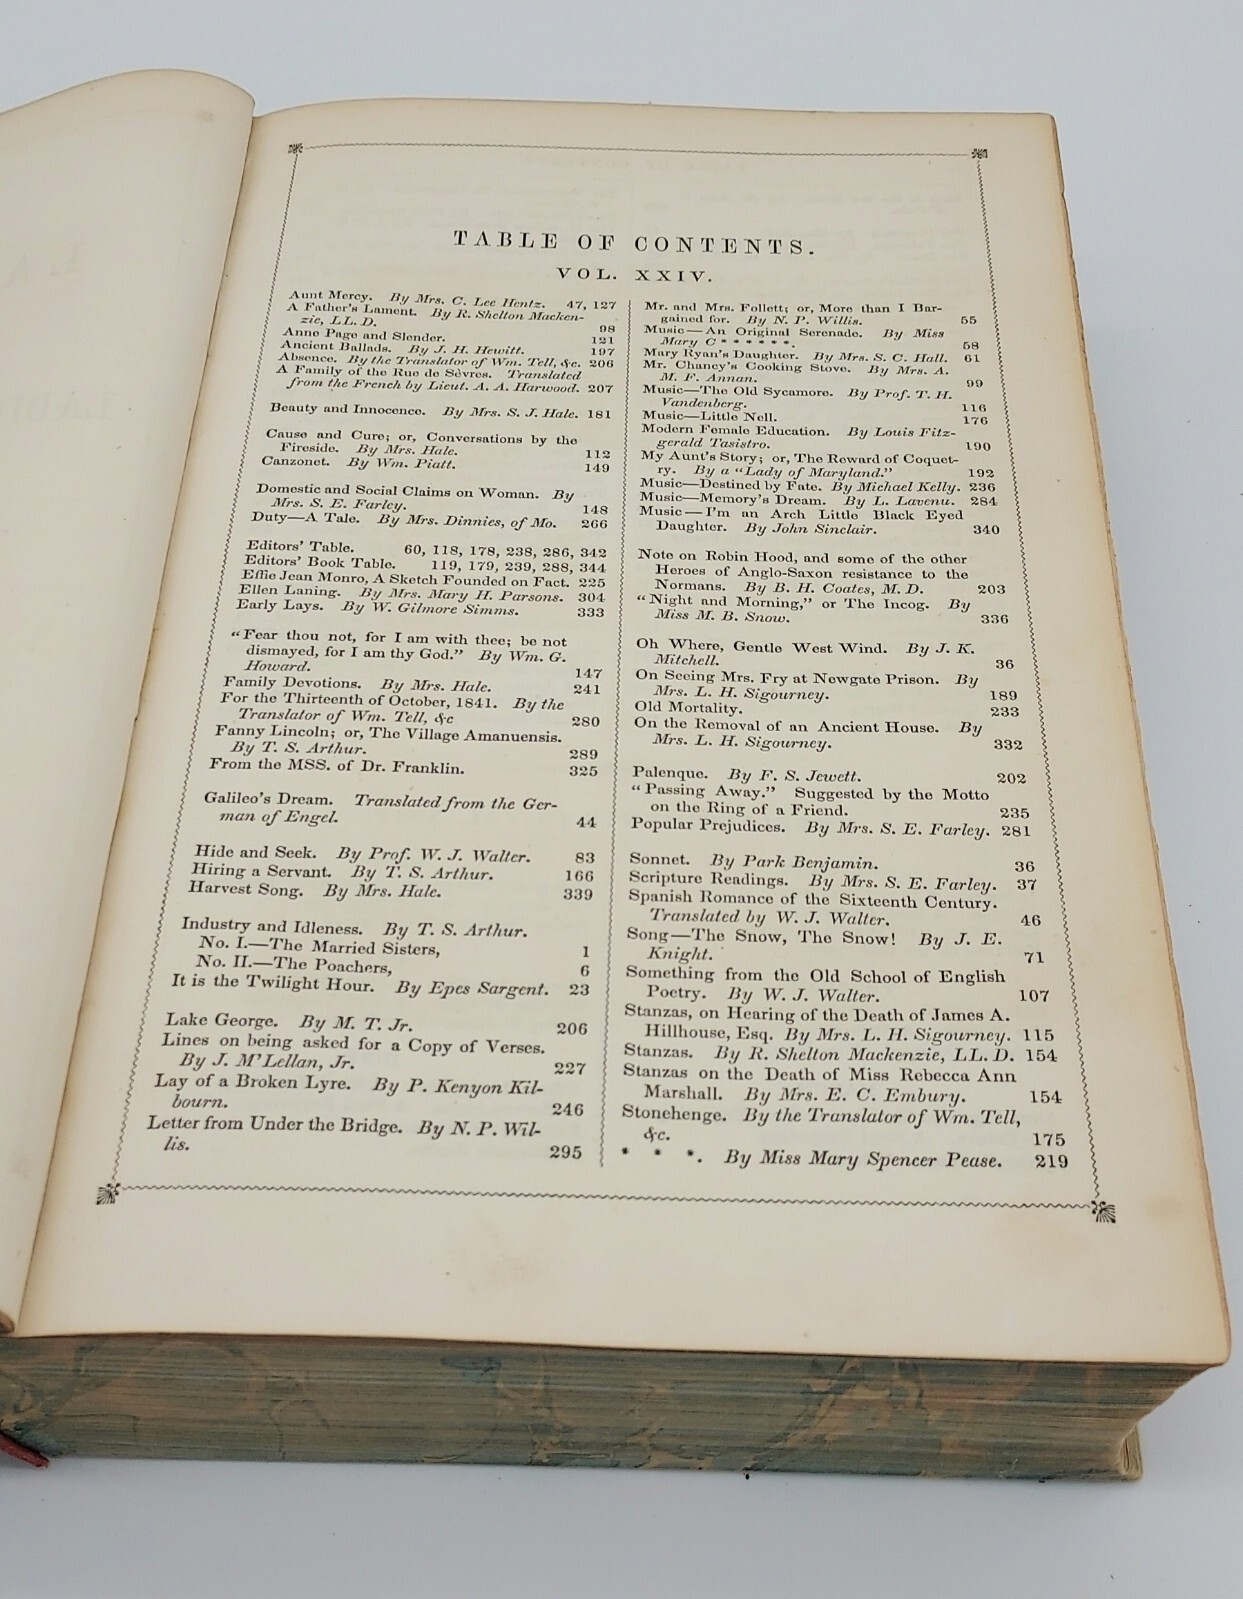 TABLE OF CONTENTS.
VOL. XXIV.
Aunt Mercy. By Mrs. C. Lee Hentz. 47, 127
A Father's Lament. By R. Shelton Macken-
zie, LL. D. 98
Anne Page and Slender. 121
Ancient Ballads. By J. H. Hewitt. 197
Absence. By the Translator of Wm. Tell, &c. 206
A Family of the Rue de Sèvres. Translated
from the French by Lieut. A. A. Harwood. 207
Beauty and Innocence. By Mrs. S. J. Hale. 181
Cause and Cure; or, Conversations by the
Fireside. By Mrs. Hale. 112
Canzonet. By Wm. Piatt. 149
Domestic and Social Claims on Woman. By
Mrs. S. E. Farley. 148
Duty—A Tale. By Mrs. Dinnies, of Mo. 266
Editors' Table. 60, 118, 178, 238, 286, 342
Editors' Book Table. 119, 179, 239, 288, 344
Effie Jean Monro, A Sketch Founded on Fact. 225
Ellen Laning. By Mrs. Mary H. Parsons. 304
Early Lays. By W. Gilmore Simms. 333
"Fear thou not, for I am with thee; be not
dismayed, for I am thy God." By Wm. G.
Howard. 147
Family Devotions. By Mrs. Hale. 241
For the Thirteenth of October, 1841. By the
Translator of Wm. Tell, &c 280
Fanny Lincoln; or, The Village Amanuensis.
By T. S. Arthur. 289
From the MSS. of Dr. Franklin. 325
Galileo's Dream. Translated from the Ger-
man of Engel. 44
Hide and Seek. By Prof. W. J. Walter. 83
Hiring a Servant. By T. S. Arthur. 166
Harvest Song. By Mrs. Hale. 339
Industry and Idleness. By T. S. Arthur.
No. I.—The Married Sisters, 1
No. II.—The Poachers, 6
It is the Twilight Hour. By Epes Sargent. 23
Lake George. By M. T. Jr. 206
Lines on being asked for a Copy of Verses.
By J. M'Lellan, Jr. 227
Lay of a Broken Lyre. By P. Kenyon Kil-
bourn. 246
Letter from Under the Bridge. By N. P. Wil-
lis. 295
Mr. and Mrs. Follett; or, More than I Bar-
gained for. By N. P. Willis. 55
Music—An Original Serenade. By Miss
Mary C * * * * * *. 58
Mary Ryan's Daughter. By Mrs. S. C. Hall. 61
Mr. Chancy's Cooking Stove. By Mrs. A.
M. F. Annan. 99
Music—The Old Sycamore. By Prof. T. H.
Vandenberg. 116
Music—Little Nell. 176
Modern Female Education. By Louis Fitz-
gerald Tasistro. 190
My Aunt's Story; or, The Reward of Coquet-
ry. By a "Lady of Maryland." 192
Music—Destined by Fate. By Michael Kelly. 236
Music—Memory's Dream. By L. Lavenu. 284
Music—I'm an Arch Little Black Eyed
Daughter. By John Sinclair. 340
Note on Robin Hood, and some of the other
Heroes of Anglo-Saxon resistance to the
Normans. By B. H. Coates, M. D. 203
"Night and Morning," or The Incog. By
Miss M. B. Snow. 336
Oh Where, Gentle West Wind. By J. K.
Mitchell. 36
On Seeing Mrs. Fry at Newgate Prison. By
Mrs. L. H. Sigourney. 189
Old Mortality. 233
On the Removal of an Ancient House. By
Mrs. L. H. Sigourney. 332
Palenque. By F. S. Jewett. 202
"Passing Away." Suggested by the Motto
on the Ring of a Friend. 235
Popular Prejudices. By Mrs. S. E. Farley. 281
Sonnet. By Park Benjamin. 36
Scripture Readings. By Mrs. S. E. Farley. 37
Spanish Romance of the Sixteenth Century.
Translated by W. J. Walter. 46
Song—The Snow, The Snow! By J. E.
Knight. 71
Something from the Old School of English
Poetry. By W. J. Walter. 107
Stanzas, on Hearing of the Death of James A.
Hillhouse, Esq. By Mrs. L. H. Sigourney. 115
Stanzas. By R. Shelton Mackenzie, LL. D. 154
Stanzas on the Death of Miss Rebecca Ann
Marshall. By Mrs. E. C. Embury. 154
Stonehenge. By the Translator of Wm. Tell,
&c. 175
* * *. By Miss Mary Spencer Pease. 219